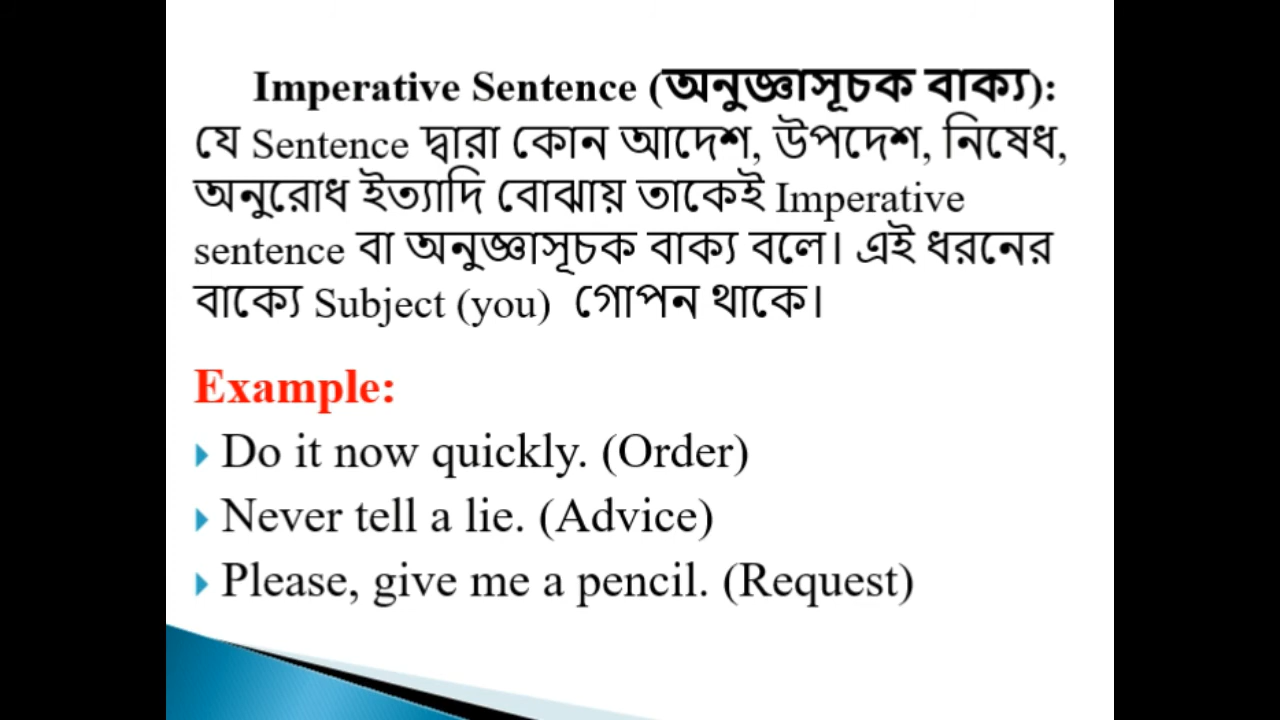 Imperative Sentence (অনুজ্ঞাসূচক বাক্য):
যে Sentence দ্বারা কোন আদেশ, উপদেশ, নিষেধ,
অনুরোধ ইত্যাদি বোঝায় তাকেই Imperative
sentence বা অনুজ্ঞাসূচক বাক্য বলে। এই ধরনের
বাক্যে Subject (you) গোপন থাকে।
Example:
Do it now quickly. (Order)
Never tell a lie. (Advice)
Please, give me a pencil. (Request)